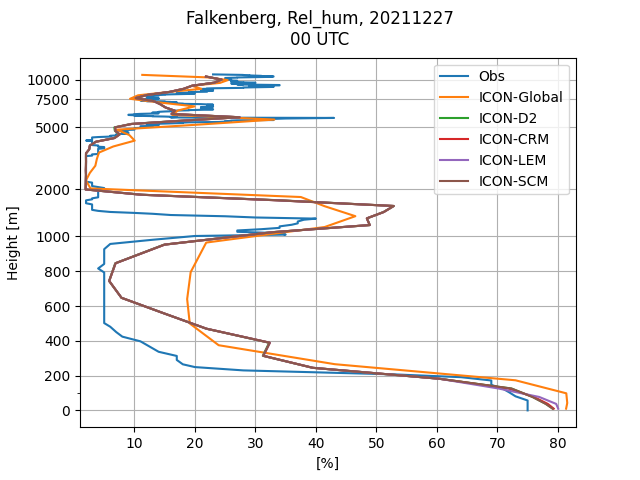 Falkenberg, Rel_hum, 20211227
00 UTC
Height [m]
10000
7500
5000
2000
1000
800
600
400
200
0
Obs
ICON-Global
ICON-D2
ICON-CRM
ICON-LEM
ICON-SCM
10 20 30 40 50 60 70 80
[%]